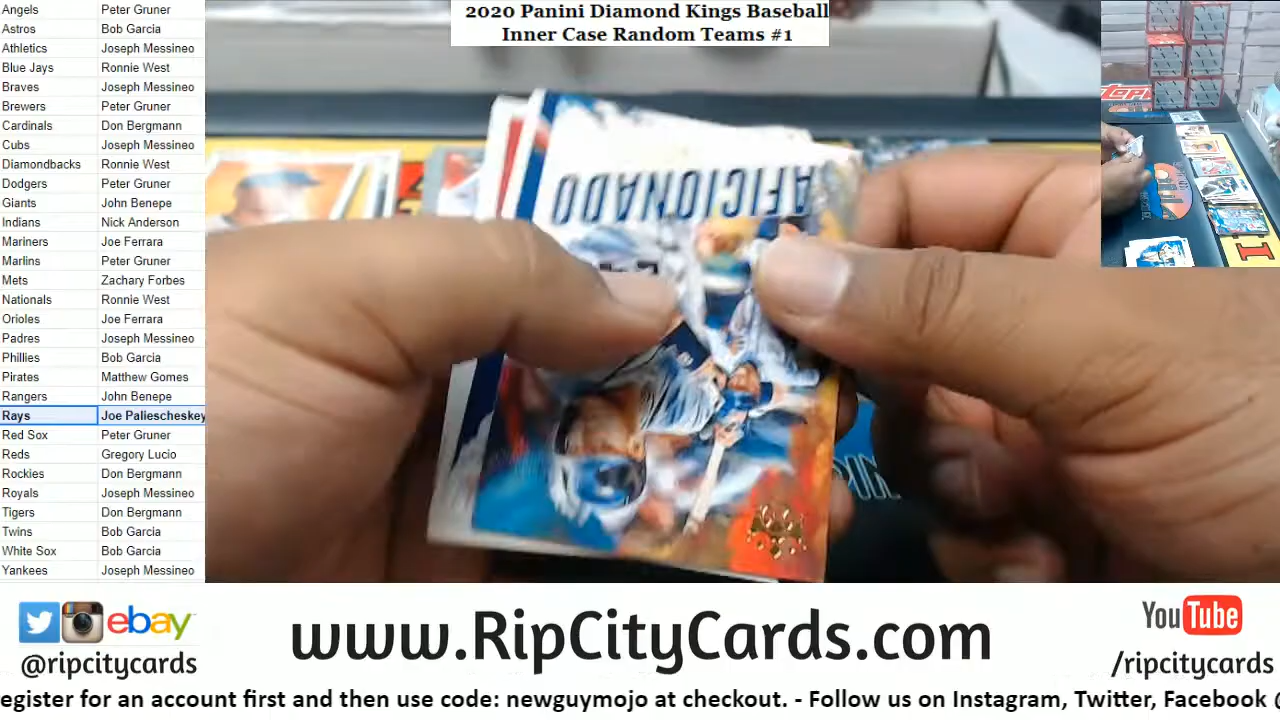 2020 Panini Diamond Kings Baseball
Inner Case Random Teams #1
Angels Peter Gruner
Astros Bob Garcia
Athletics Joseph Messineo
Blue Jays Ronnie West
Braves Joseph Messineo
Brewers Peter Gruner
Cardinals Don Bergmann
Cubs Joseph Messineo
Diamondbacks Ronnie West
Dodgers Peter Gruner
Giants John Benepe
Indians Nick Anderson
Mariners Joe Ferrara
Marlins Peter Gruner
Mets Zachary Forbes
Nationals Ronnie West
Orioles Joe Ferrara
Padres Joseph Messineo
Phillies Bob Garcia
Pirates Matthew Gomes
Rangers John Benepe
Rays Joe Paliescheskey
Red Sox Peter Gruner
Reds Gregory Lucio
Rockies Don Bergmann
Royals Joseph Messineo
Tigers Don Bergmann
Twins Bob Garcia
White Sox Bob Garcia
Yankees Joseph Messineo
AFICIONADO
ebay
@ripcitycards
www.RipCityCards.com
YouTube
/ripcitycards
egister for an account first and then use code: newguymojo at checkout. - Follow us on Instagram, Twitter, Facebook